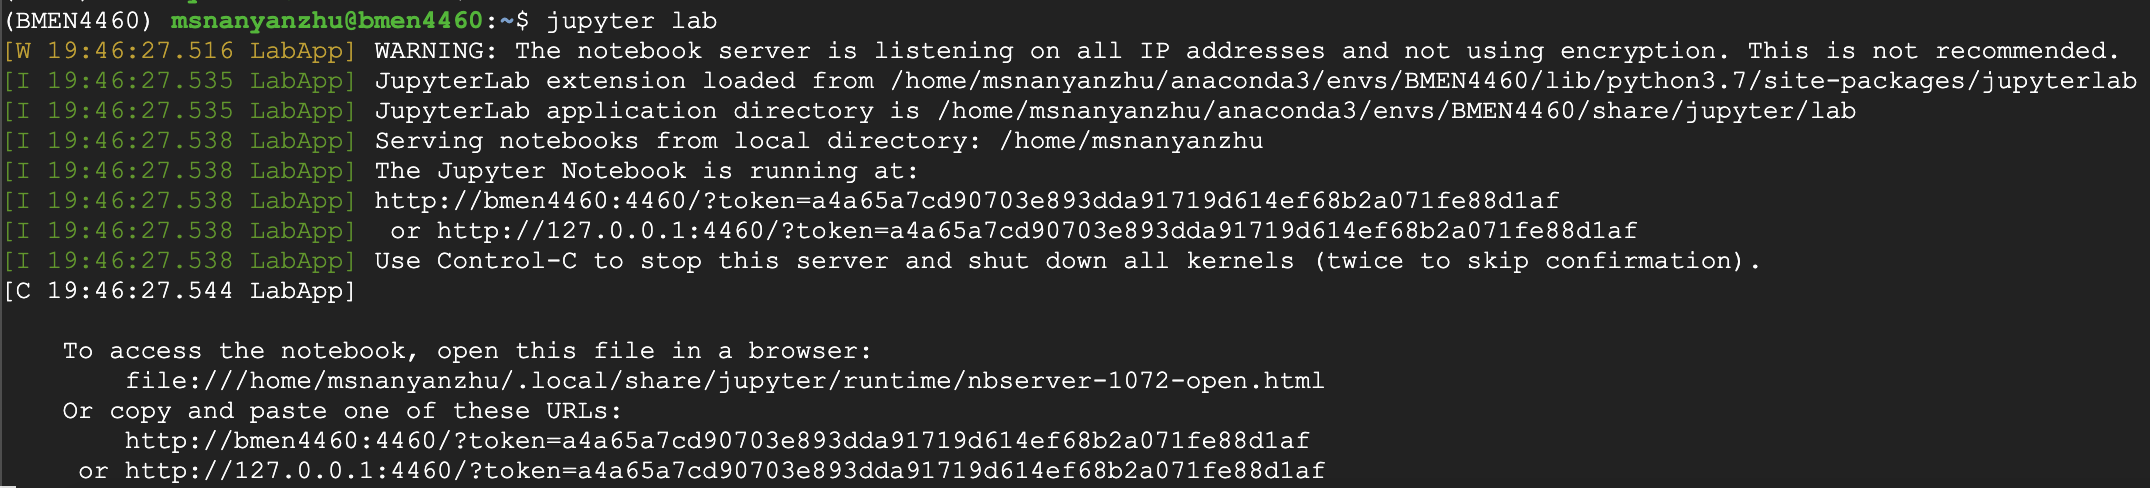 (BMEN4460) msnanyanzhu@bmen4460:~$ jupyter lab
[W 19:46:27.516 LabApp] WARNING: The notebook server is listening on all IP addresses and not using encryption. This is not recommended.
[I 19:46:27.535 LabApp] JupyterLab extension loaded from /home/msnanyanzhu/anaconda3/envs/BMEN4460/lib/python3.7/site-packages/jupyterlab
[I 19:46:27.535 LabApp] JupyterLab application directory is /home/msnanyanzhu/anaconda3/envs/BMEN4460/share/jupyter/lab
[I 19:46:27.538 LabApp] Serving notebooks from local directory: /home/msnanyanzhu
[I 19:46:27.538 LabApp] The Jupyter Notebook is running at:
[I 19:46:27.538 LabApp] http://bmen4460:4460/?token=a4a65a7cd90703e893dda91719d614ef68b2a071fe88d1af
[I 19:46:27.538 LabApp]  or http://127.0.0.1:4460/?token=a4a65a7cd90703e893dda91719d614ef68b2a071fe88d1af
[I 19:46:27.538 LabApp] Use Control-C to stop this server and shut down all kernels (twice to skip confirmation).
[C 19:46:27.544 LabApp]
To access the notebook, open this file in a browser:
file:///home/msnanyanzhu/.local/share/jupyter/runtime/nbserver-1072-open.html
Or copy and paste one of these URLs:
http://bmen4460:4460/?token=a4a65a7cd90703e893dda91719d614ef68b2a071fe88d1af
or http://127.0.0.1:4460/?token=a4a65a7cd90703e893dda91719d614ef68b2a071fe88d1af